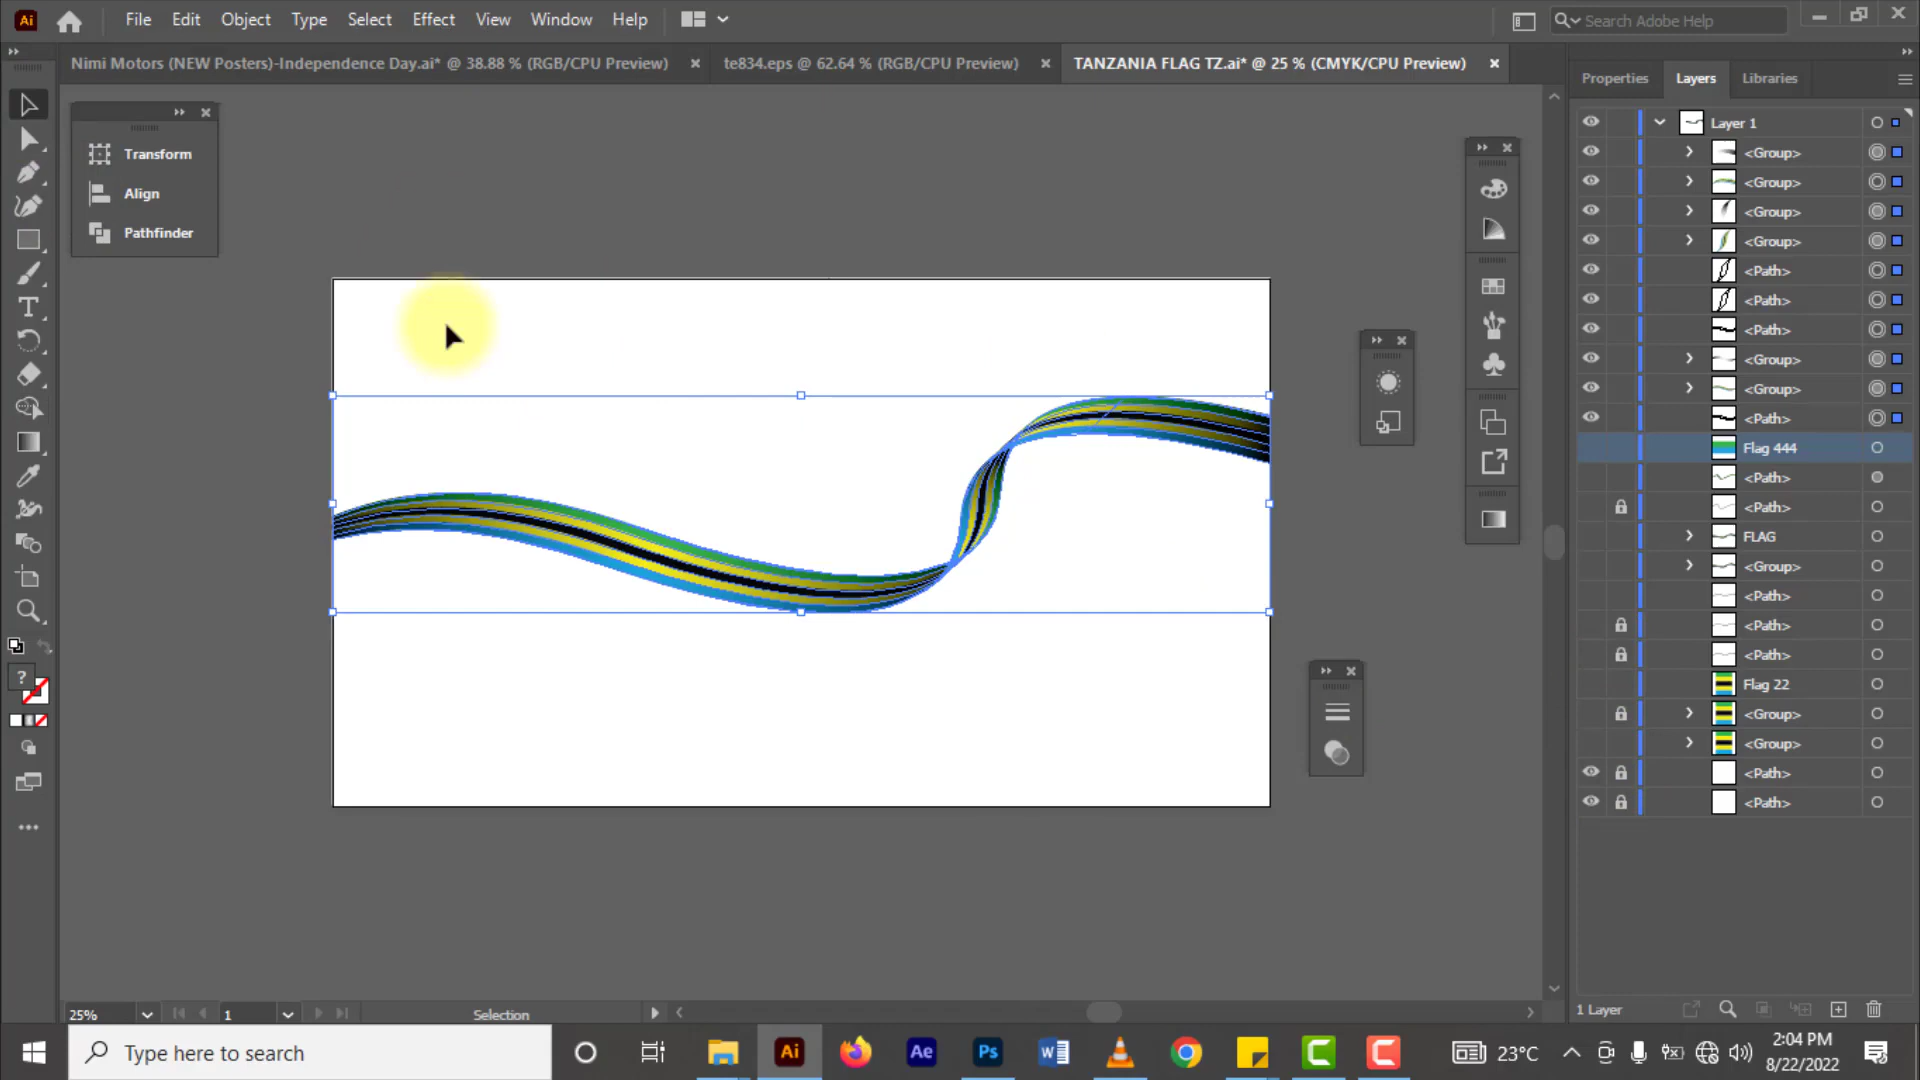 Ai File Edit Object Type Select Effect View Window Help Search Adobe Help
Nimi Motors (NEW Posters)-Independence Day.ai* @ 38.88 % (RGB/CPU Preview) te834.eps @ 62.64 % (RGB/CPU Preview) TANZANIA FLAG TZ.ai* @ 25 % (CMYK/CPU Preview)
Properties Layers Libraries
Transform
Align
Pathfinder
Layer 1
<Group>
<Group>
<Group>
<Group>
<Path>
<Path>
<Path>
<Group>
<Group>
<Path>
Flag 444
<Path>
<Path>
FLAG
<Group>
<Path>
<Path>
<Path>
Flag 22
<Group>
<Group>
<Path>
<Path>
1 Layer
25% 1 Selection
Type here to search
Ai Ae Ps W C C
23°C
2:04 PM
8/22/2022